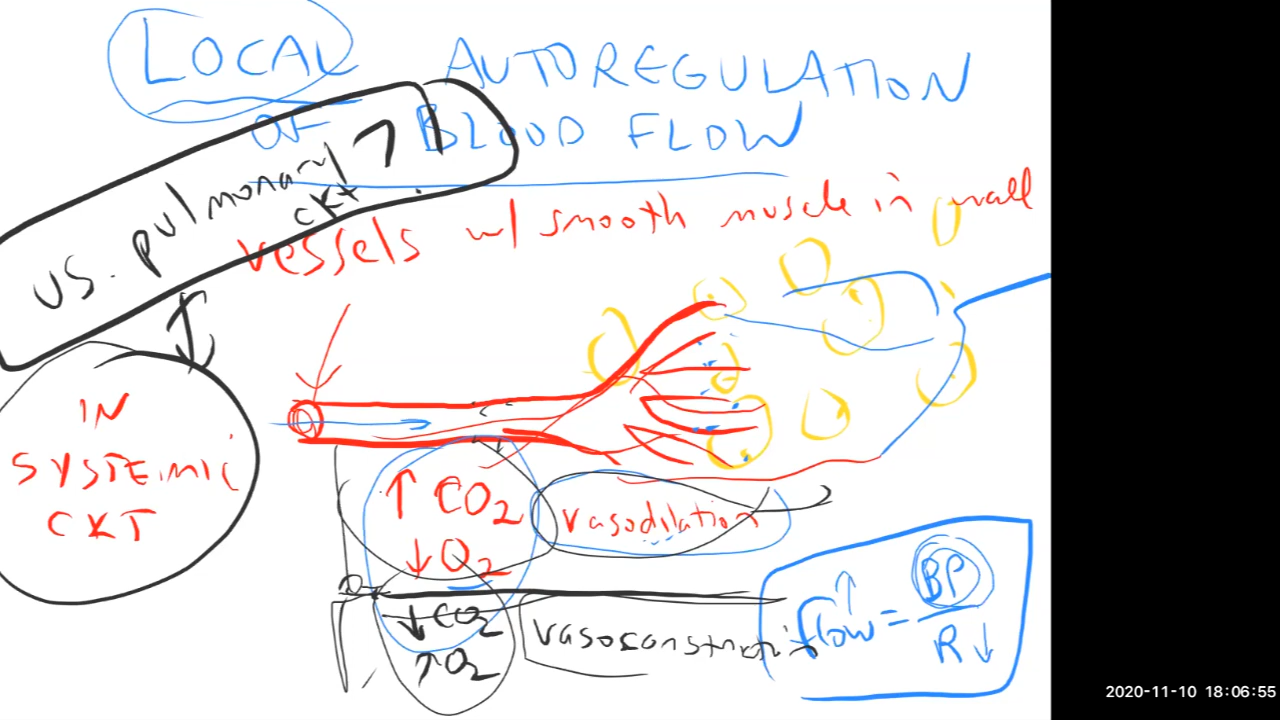 LOCAL AUTOREGULATION
OF BLOOD FLOW
vs. pulmonary ckt ?
vessels w/ smooth muscle in wall
IN
SYSTEMIC
CKT
↑ CO2
↓ O2
vasodilation
↓ CO2
↑ O2
vasoconstriction
flow ↑ = BP / R ↓
2020-11-10 18:06:55